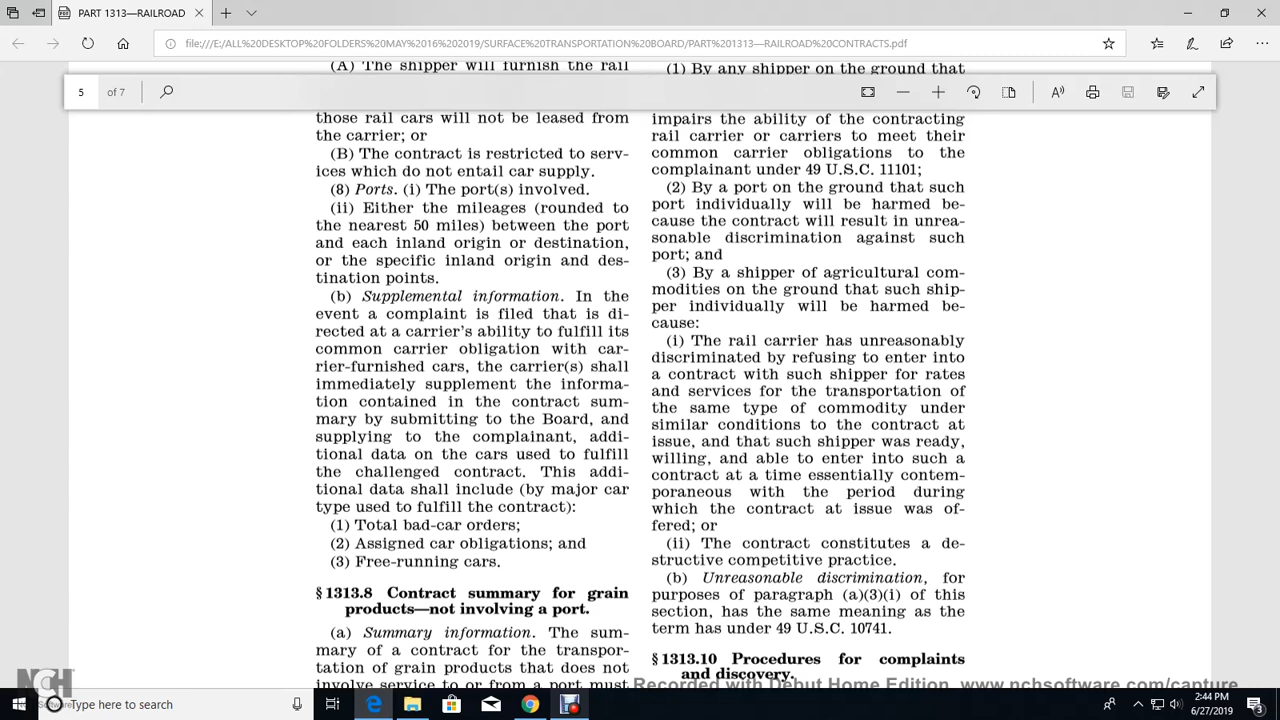 PART 1313—RAILROAD
file:///E:/ALL%20DESKTOP%20FOLDERS%20MAY%2016%202019/SURFACE%20TRANSPORTATION%20BOARD/PART%201313—RAILROAD%20CONTRACTS.pdf
5 of 7
(A) The shipper will furnish the rail
those rail cars will not be leased from
the carrier; or
(B) The contract is restricted to serv-
ices which do not entail car supply.
(8) Ports. (i) The port(s) involved.
(ii) Either the mileages (rounded to
the nearest 50 miles) between the port
and each inland origin or destination,
or the specific inland origin and des-
tination points.
(b) Supplemental information. In the
event a complaint is filed that is di-
rected at a carrier's ability to fulfill its
common carrier obligation with car-
rier-furnished cars, the carrier(s) shall
immediately supplement the informa-
tion contained in the contract sum-
mary by submitting to the Board, and
supplying to the complainant, addi-
tional data on the cars used to fulfill
the challenged contract. This addi-
tional data shall include (by major car
type used to fulfill the contract):
(1) Total bad-car orders;
(2) Assigned car obligations; and
(3) Free-running cars.
§ 1313.8 Contract summary for grain
products—not involving a port.
(a) Summary information. The sum-
mary of a contract for the transpor-
tation of grain products that does not
involve service to or from a port must
(1) By any shipper on the ground that
impairs the ability of the contracting
rail carrier or carriers to meet their
common carrier obligations to the
complainant under 49 U.S.C. 11101;
(2) By a port on the ground that such
port individually will be harmed be-
cause the contract will result in unrea-
sonable discrimination against such
port; and
(3) By a shipper of agricultural com-
modities on the ground that such ship-
per individually will be harmed be-
cause:
(i) The rail carrier has unreasonably
discriminated by refusing to enter into
a contract with such shipper for rates
and services for the transportation of
the same type of commodity under
similar conditions to the contract at
issue, and that such shipper was ready,
willing, and able to enter into such a
contract at a time essentially contem-
poraneous with the period during
which the contract at issue was of-
fered; or
(ii) The contract constitutes a de-
structive competitive practice.
(b) Unreasonable discrimination, for
purposes of paragraph (a)(3)(i) of this
section, has the same meaning as the
term has under 49 U.S.C. 10741.
§ 1313.10 Procedures for complaints
and discovery.
Recorded with Debut Home Edition. www.nchsoftware.com/capture
NCH
Software
Type here to search
2:44 PM
6/27/2019
3